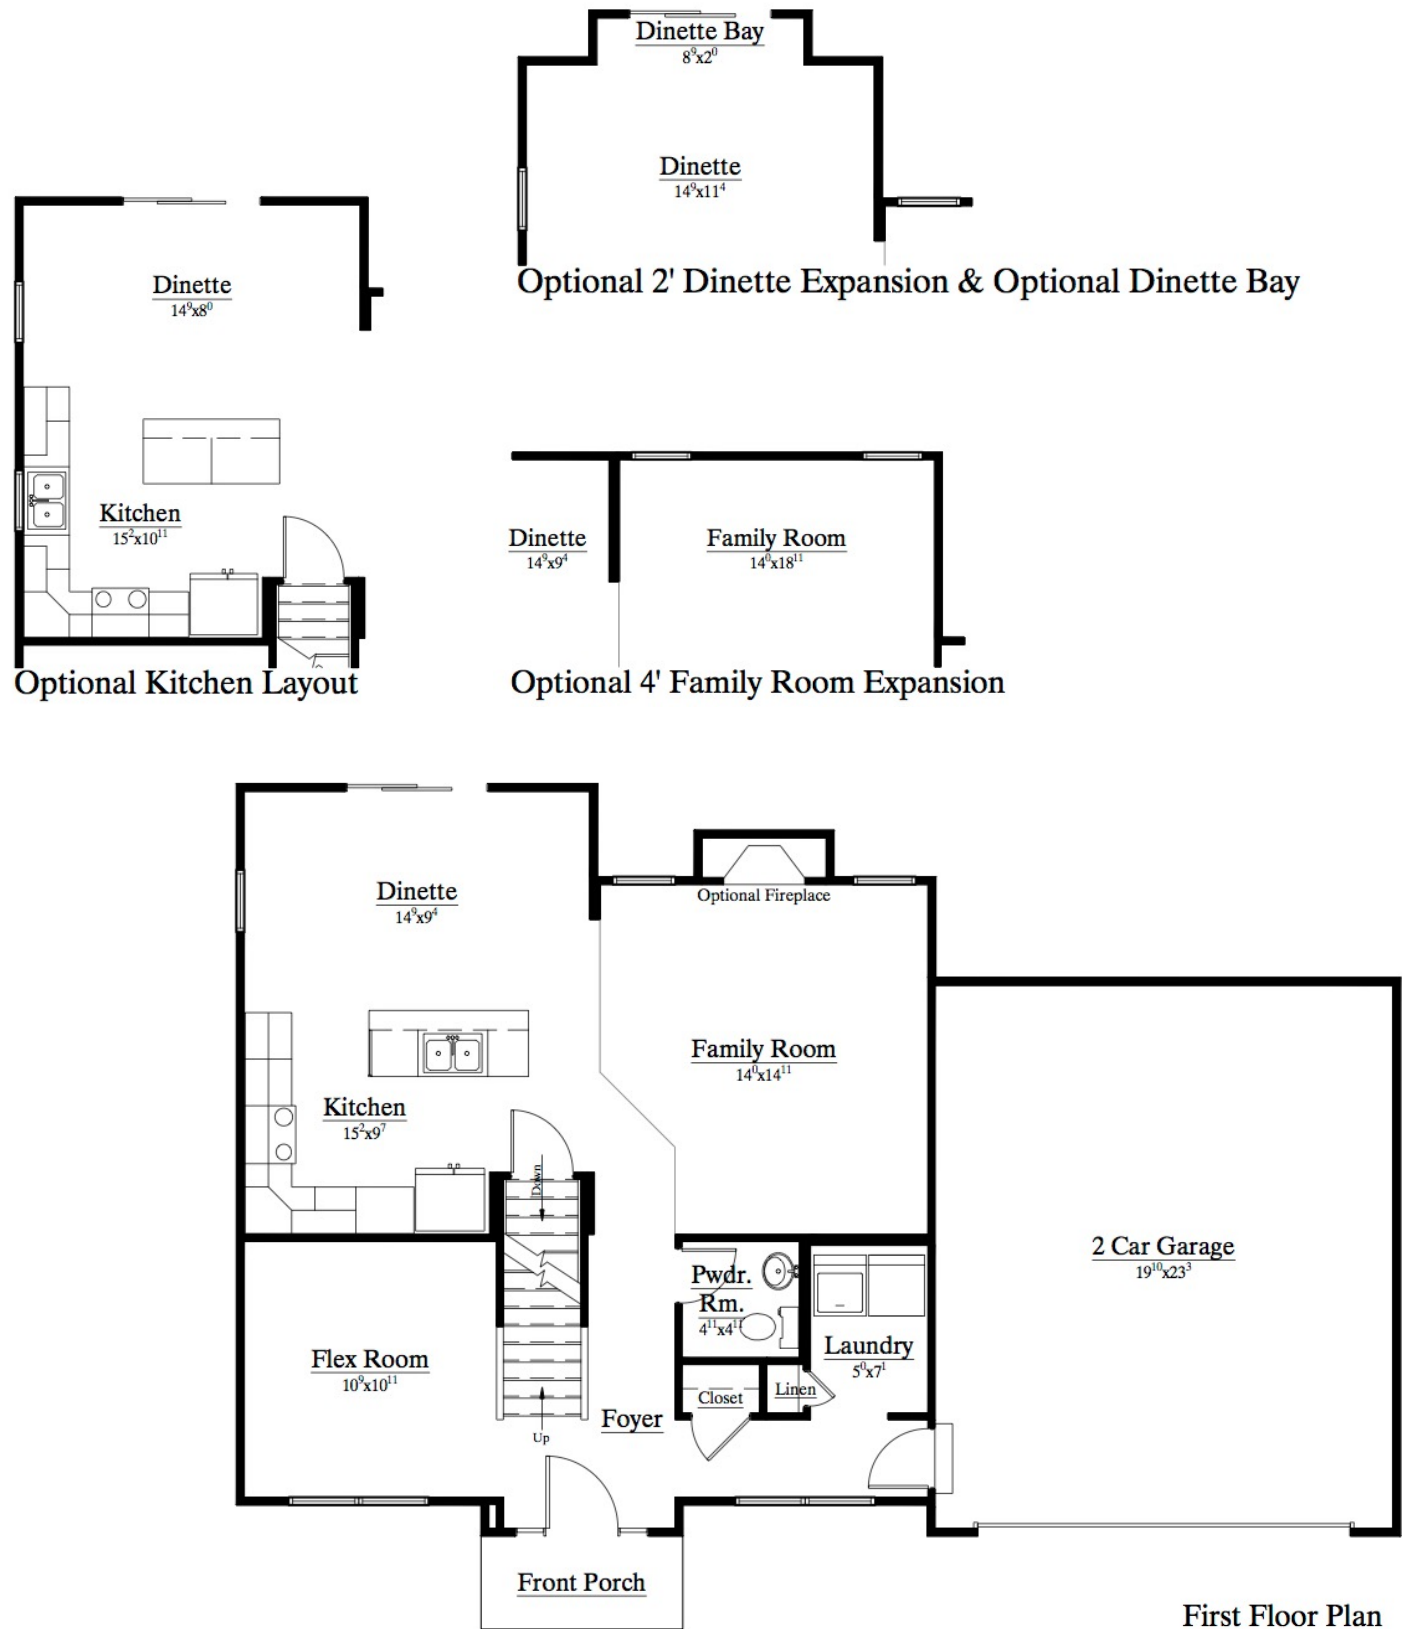 Dinette Bay
8⁹x2⁰
Dinette
14⁹x11⁴
Optional 2' Dinette Expansion & Optional Dinette Bay
Dinette
14⁹x8⁰
Kitchen
15²x10¹¹
Optional Kitchen Layout
Dinette
14⁹x9⁴
Family Room
14⁰x18¹¹
Optional 4' Family Room Expansion
Optional Fireplace
Dinette
14⁹x9⁴
Family Room
14⁰x14¹¹
Kitchen
15²x9⁷
Down
2 Car Garage
19¹⁰x23³
Pwdr.
Rm.
4¹¹x4¹¹
Laundry
5⁰x7¹
Flex Room
10⁹x10¹¹
Linen
Closet
Foyer
Up
Front Porch
First Floor Plan